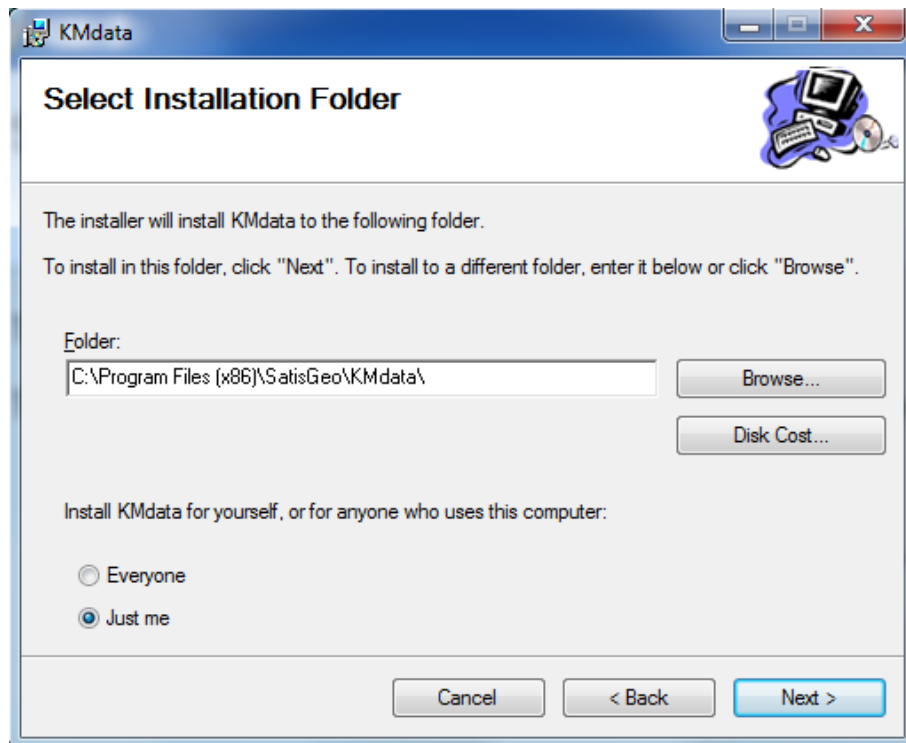 KMdata
Select Installation Folder
The installer will install KMdata to the following folder.
To install in this folder, click "Next". To install to a different folder, enter it below or click "Browse".
Folder:
C:\Program Files (x86)\SatisGeo\KMdata\
Browse...
Disk Cost...
Install KMdata for yourself, or for anyone who uses this computer:
Everyone
Just me
Cancel
< Back
Next >